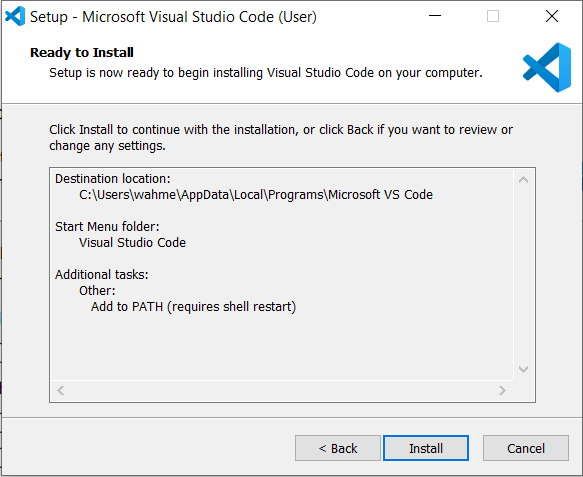 Setup - Microsoft Visual Studio Code (User)
Ready to Install
Setup is now ready to begin installing Visual Studio Code on your computer.
Click Install to continue with the installation, or click Back if you want to review or
change any settings.
Destination location:
C:\Users\wahme\AppData\Local\Programs\Microsoft VS Code
Start Menu folder:
Visual Studio Code
Additional tasks:
Other:
Add to PATH (requires shell restart)
< Back
Install
Cancel